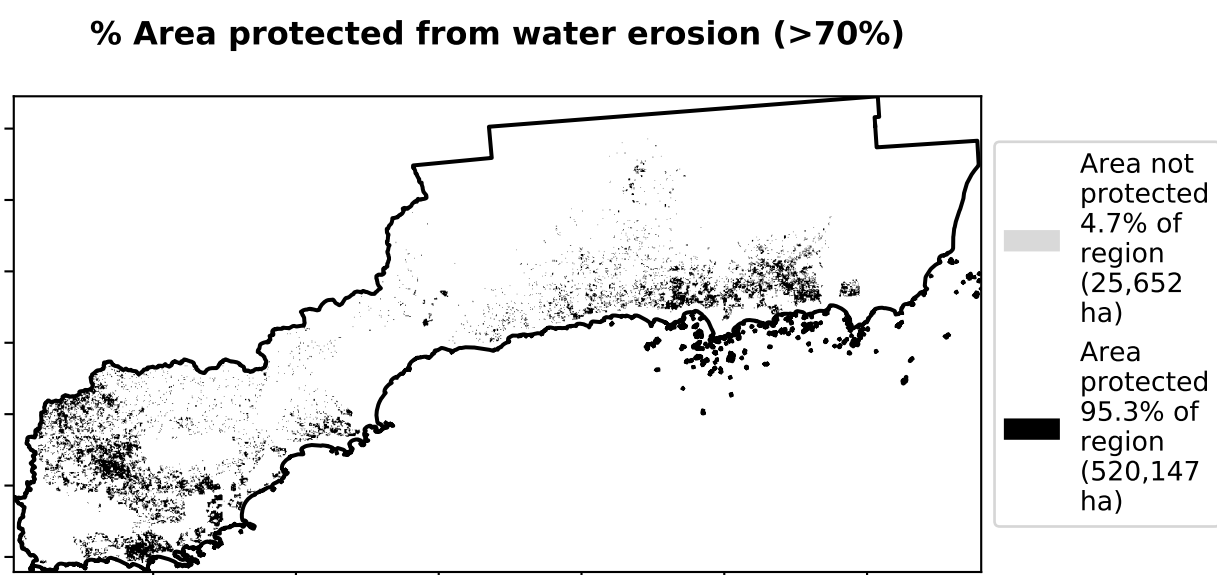 % Area protected from water erosion (>70%)
Area not
protected
4.7% of
region
(25,652
ha)
Area
protected
95.3% of
region
(520,147
ha)